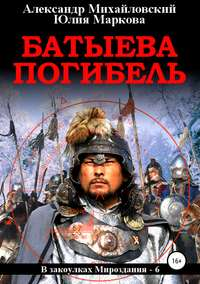 Александр Михайловский
Юлия Маркова
БАТЫЕВА
ПОГИБЕЛЬ
16+
В закоулках Мироздания - 6